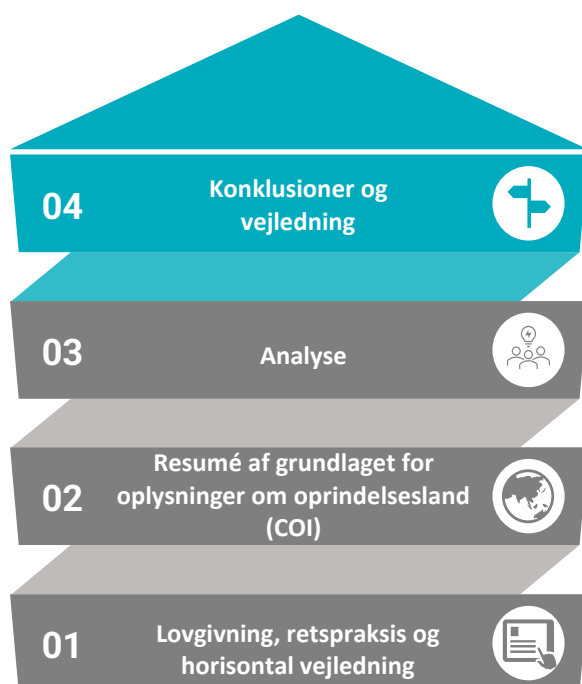 04
Konklusioner og
vejledning
03
Analyse
02
Resumé af grundlaget for
oplysninger om oprindelsesland
(COI)
01
Lovgivning, retspraksis og
horisontal vejledning